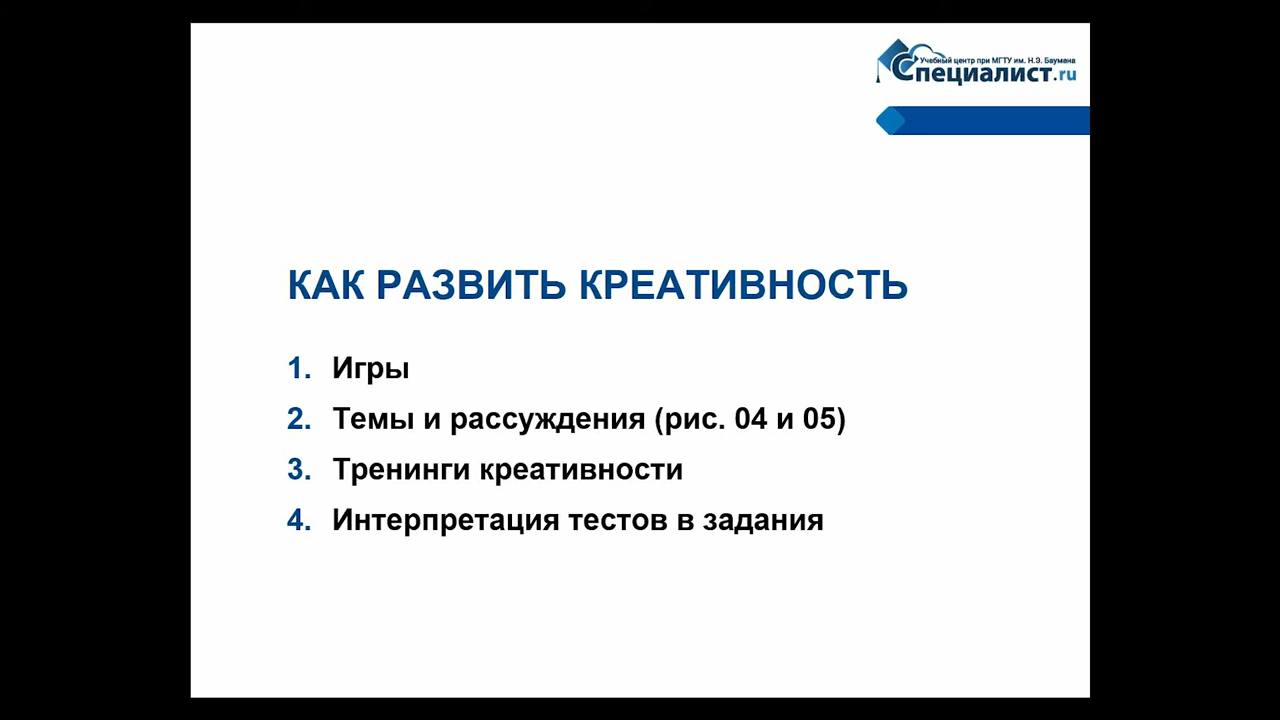 Учебный центр при МГТУ им. Н.Э. Баумана
Специалист.ru
КАК РАЗВИТЬ КРЕАТИВНОСТЬ
1. Игры
2. Темы и рассуждения (рис. 04 и 05)
3. Тренинги креативности
4. Интерпретация тестов в задания